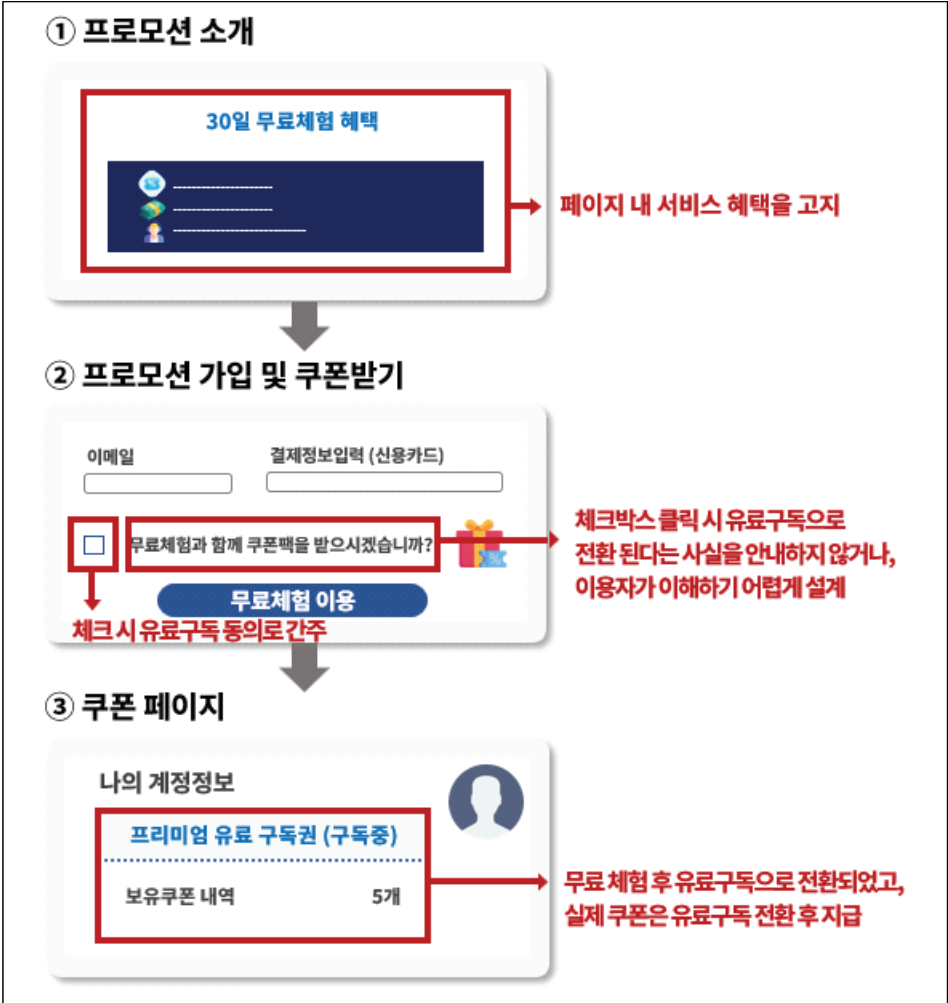 ① 프로모션 소개
30일 무료체험 혜택
페이지 내 서비스 혜택을 고지
② 프로모션 가입 및 쿠폰받기
이메일
결제정보입력 (신용카드)
무료체험과 함께 쿠폰팩을 받으시겠습니까?
체크박스 클릭 시 유료구독으로
전환 된다는 사실을 안내하지 않거나,
이용자가 이해하기 어렵게 설계
무료체험 이용
체크 시 유료구독 동의로 간주
③ 쿠폰 페이지
나의 계정정보
프리미엄 유료 구독권 (구독중)
보유쿠폰 내역 5개
무료 체험 후 유료구독으로 전환되었고,
실제 쿠폰은 유료구독 전환 후 지급